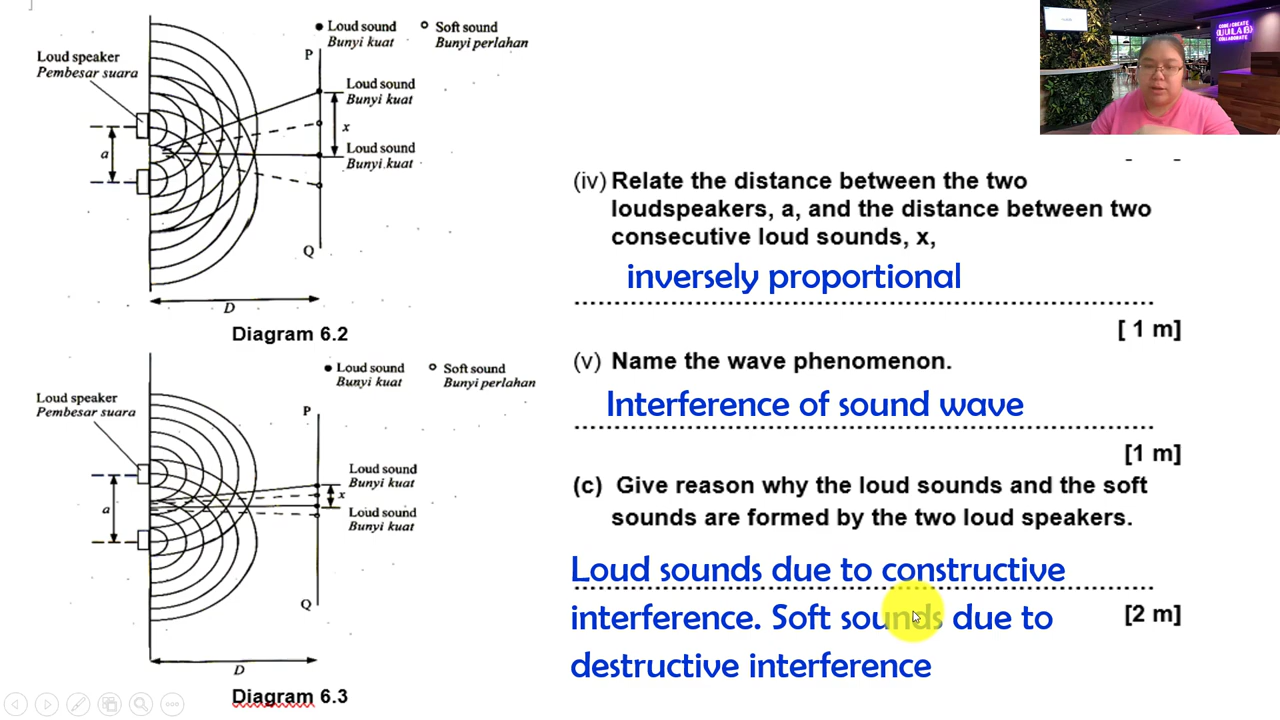 ● Loud sound
Bunyi kuat
○ Soft sound
Bunyi perlahan
Loud speaker
Pembesar suara
P
Loud sound
Bunyi kuat
x
a
Loud sound
Bunyi kuat
Q
D
Diagram 6.2
● Loud sound
Bunyi kuat
○ Soft sound
Bunyi perlahan
Loud speaker
Pembesar suara
P
Loud sound
Bunyi kuat
x
a
Loud sound
Bunyi kuat
Q
D
Diagram 6.3
(iv) Relate the distance between the two
loudspeakers, a, and the distance between two
consecutive loud sounds, x,
inversely proportional
[ 1 m]
(v) Name the wave phenomenon.
Interference of sound wave
[1 m]
(c) Give reason why the loud sounds and the soft
sounds are formed by the two loud speakers.
Loud sounds due to constructive
interference. Soft sounds due to
[2 m]
destructive interference